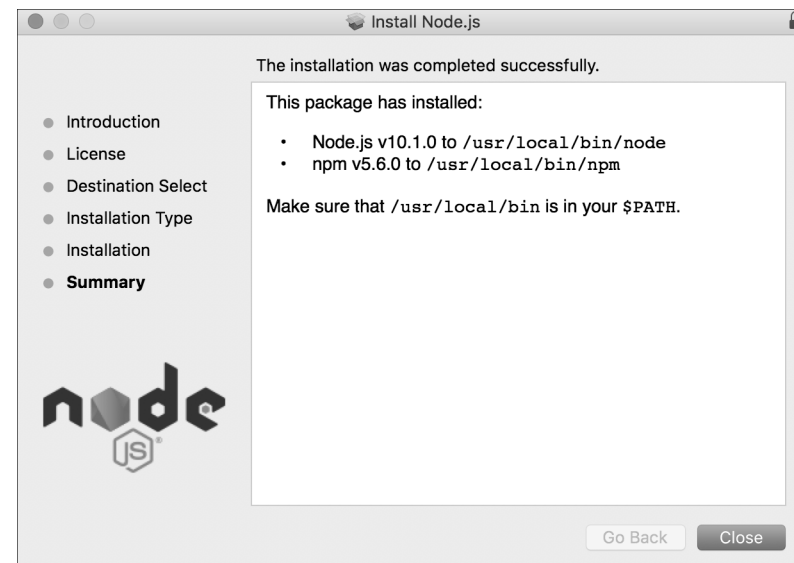 Install Node.js
The installation was completed successfully.
Introduction
License
Destination Select
Installation Type
Installation
Summary
This package has installed:
• Node.js v10.1.0 to /usr/local/bin/node
• npm v5.6.0 to /usr/local/bin/npm
Make sure that /usr/local/bin is in your $PATH.
node
JS®
Go Back
Close